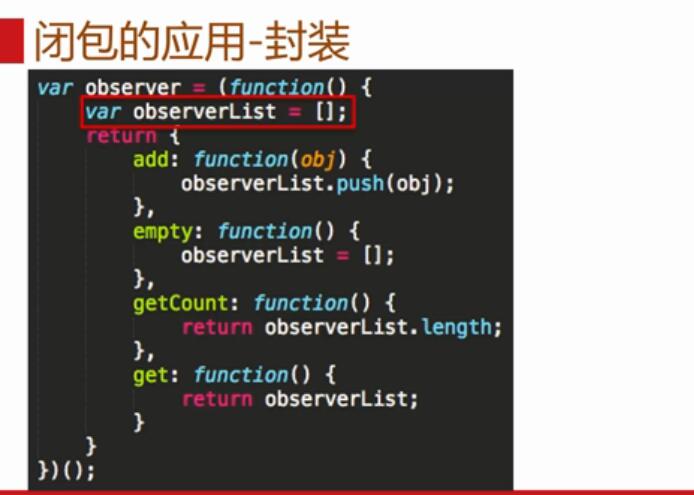 闭包的应用-封装
var observer = (function() {
    var observerList = [];
    return {
        add: function(obj) {
            observerList.push(obj);
        },
        empty: function() {
            observerList = [];
        },
        getCount: function() {
            return observerList.length;
        },
        get: function() {
            return observerList;
        }
    }
})();